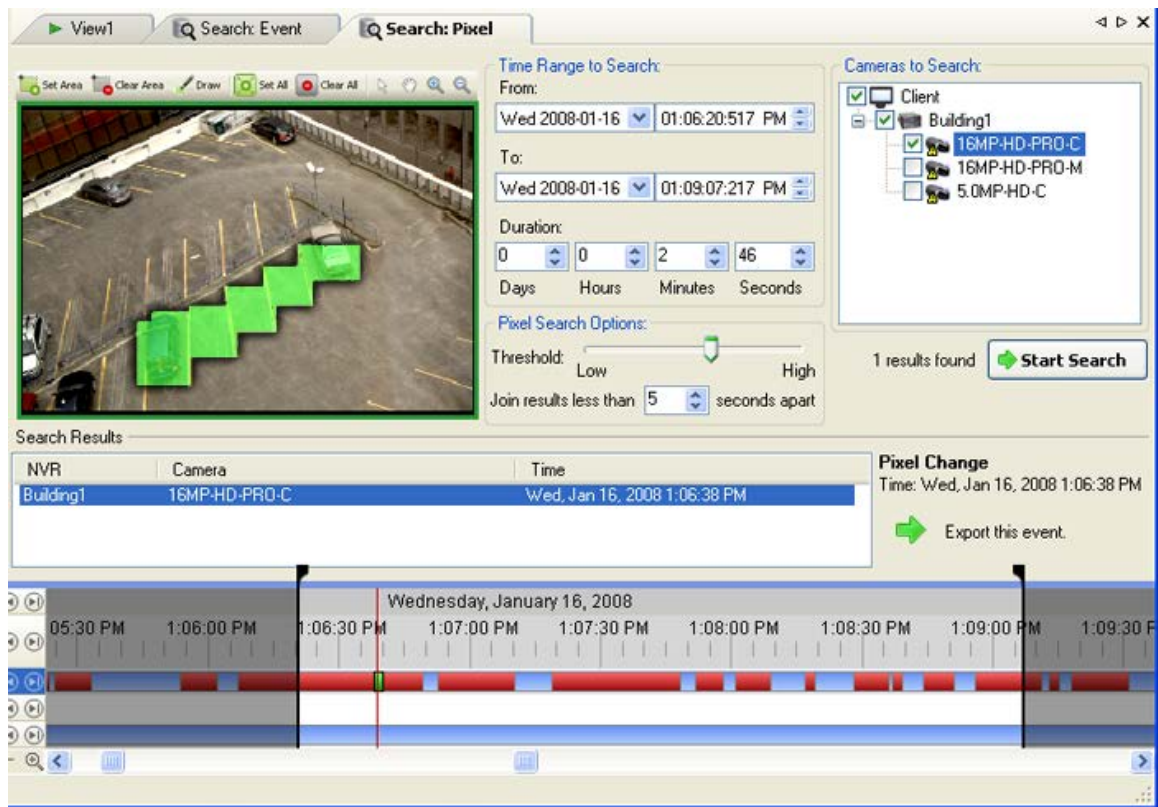 View1
Search: Event
Search: Pixel
Set Area
Clear Area
Draw
Set All
Clear All
Time Range to Search:
From:
Wed 2008-01-16
01:06:20:517 PM
To:
Wed 2008-01-16
01:09:07:217 PM
Duration:
0
0
2
46
Days
Hours
Minutes
Seconds
Pixel Search Options:
Threshold:
Low
High
Join results less than 5 seconds apart
Cameras to Search:
Client
Building1
16MP-HD-PRO-C
16MP-HD-PRO-M
5.0MP-HD-C
1 results found
Start Search
Search Results
NVR
Camera
Time
Building1
16MP-HD-PRO-C
Wed, Jan 16, 2008 1:06:38 PM
Pixel Change
Time: Wed, Jan 16, 2008 1:06:38 PM
Export this event.
Wednesday, January 16, 2008
05:30 PM
1:06:00 PM
1:06:30 PM
1:07:00 PM
1:07:30 PM
1:08:00 PM
1:08:30 PM
1:09:00 PM
1:09:30 P